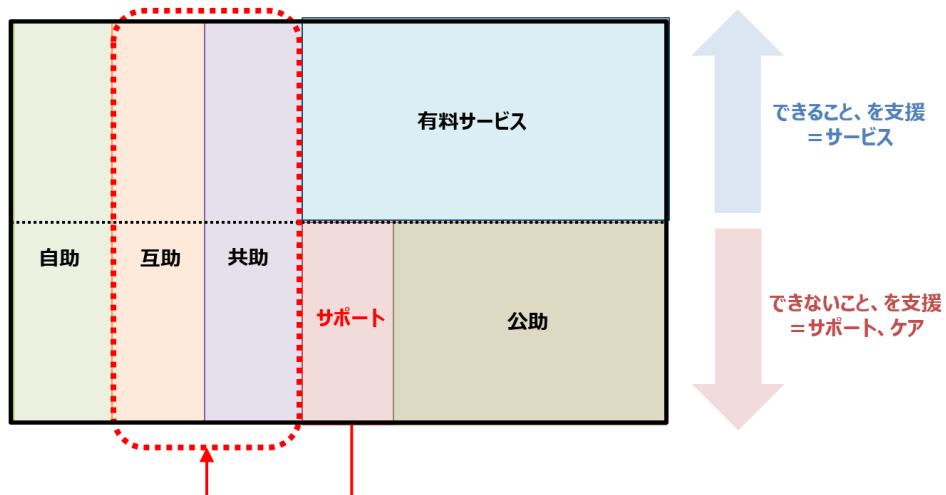 有料サービス
できること、を支援
＝サービス
自助
互助
共助
サポート
公助
できないこと、を支援
＝サポート、ケア